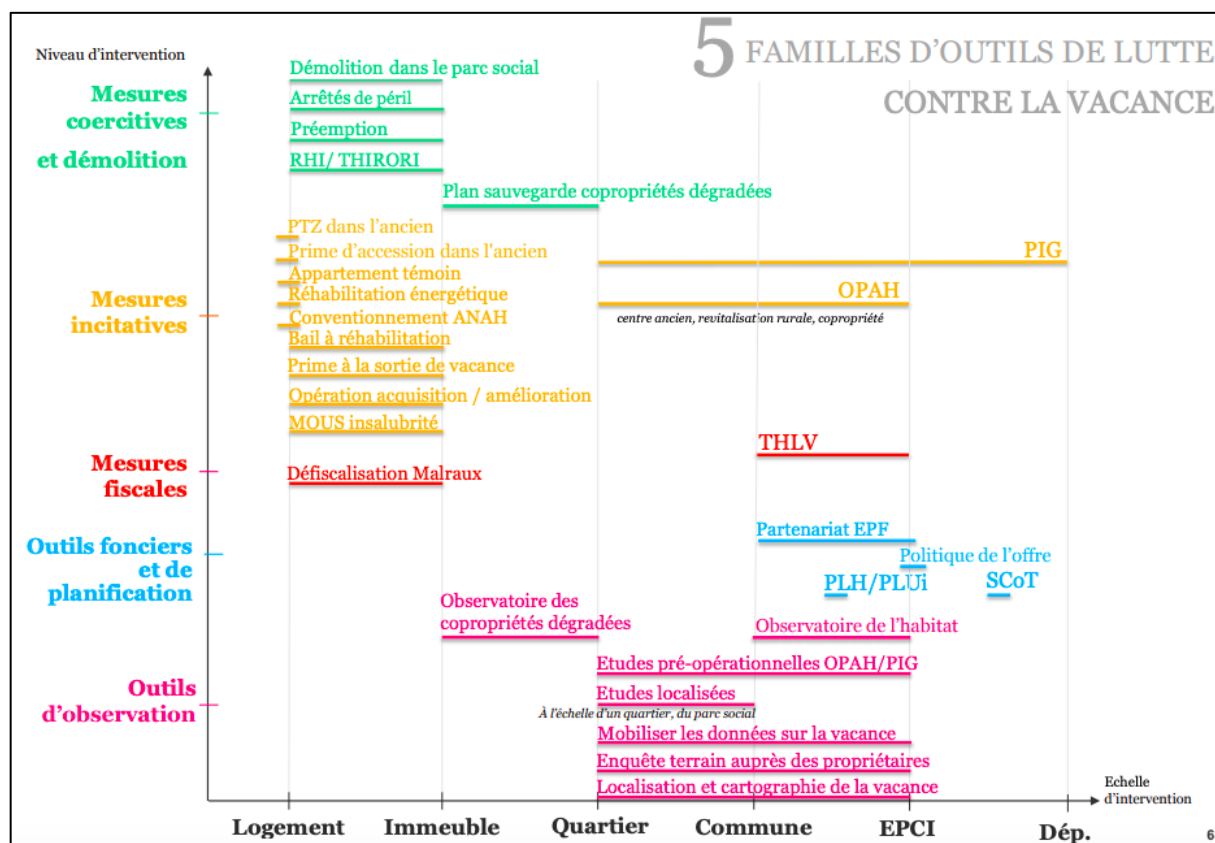 5 FAMILLES D'OUTILS DE LUTTE
CONTRE LA VACANCE
Niveau d'intervention
Mesures
coercitives
et démolition
Démolition dans le parc social
Arrêtés de péril
Préemption
RHI/ THIRORI
Plan sauvegarde copropriétés dégradées
Mesures
incitatives
PTZ dans l'ancien
Prime d'accession dans l'ancien
Appartement témoin
Réhabilitation énergétique
Conventionnement ANAH
Bail à réhabilitation
Prime à la sortie de vacance
Opération acquisition / amélioration
MOUS insalubrité
PIG
OPAH
centre ancien, revitalisation rurale, copropriété
Mesures
fiscales
THLV
Défiscalisation Malraux
Outils fonciers
et de
planification
Partenariat EPF
Politique de l'offre
PLH/PLUi
SCoT
Outils
d'observation
Observatoire des
copropriétés dégradées
Observatoire de l'habitat
Etudes pré-opérationnelles OPAH/PIG
Etudes localisées
À l'échelle d'un quartier, du parc social
Mobiliser les données sur la vacance
Enquête terrain auprès des propriétaires
Localisation et cartographie de la vacance
Echelle
d'intervention
Logement
Immeuble
Quartier
Commune
EPCI
Dép.
6